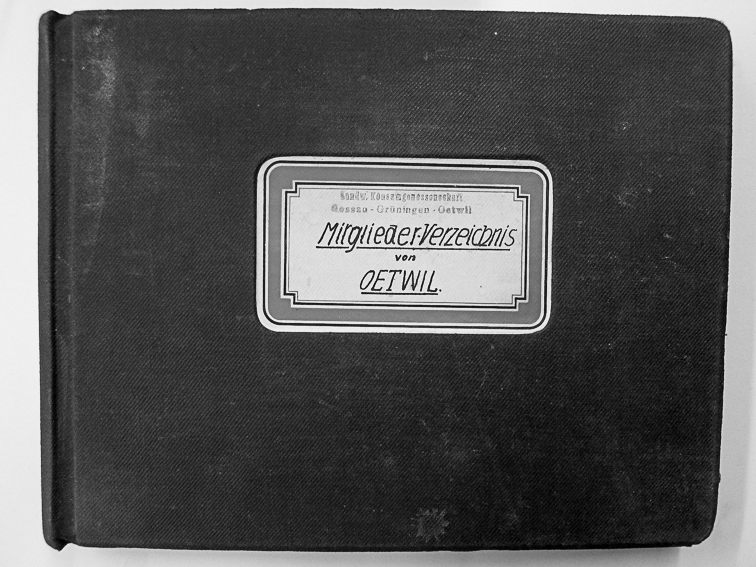 Landw. Konsumgenossenschaft
Gossau - Grüningen - Oetwil
Mitglieder-Verzeichnis
von
OETWIL.